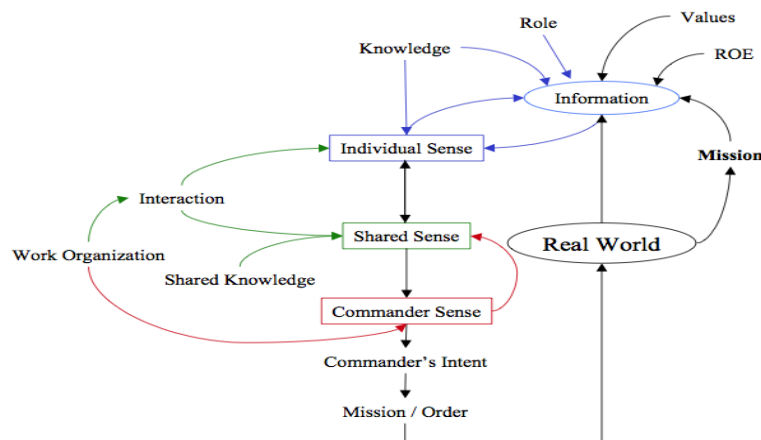 Values
Role
Knowledge
ROE
Information
Individual Sense
Mission
Interaction
Shared Sense
Real World
Work Organization
Shared Knowledge
Commander Sense
Commander's Intent
Mission / Order